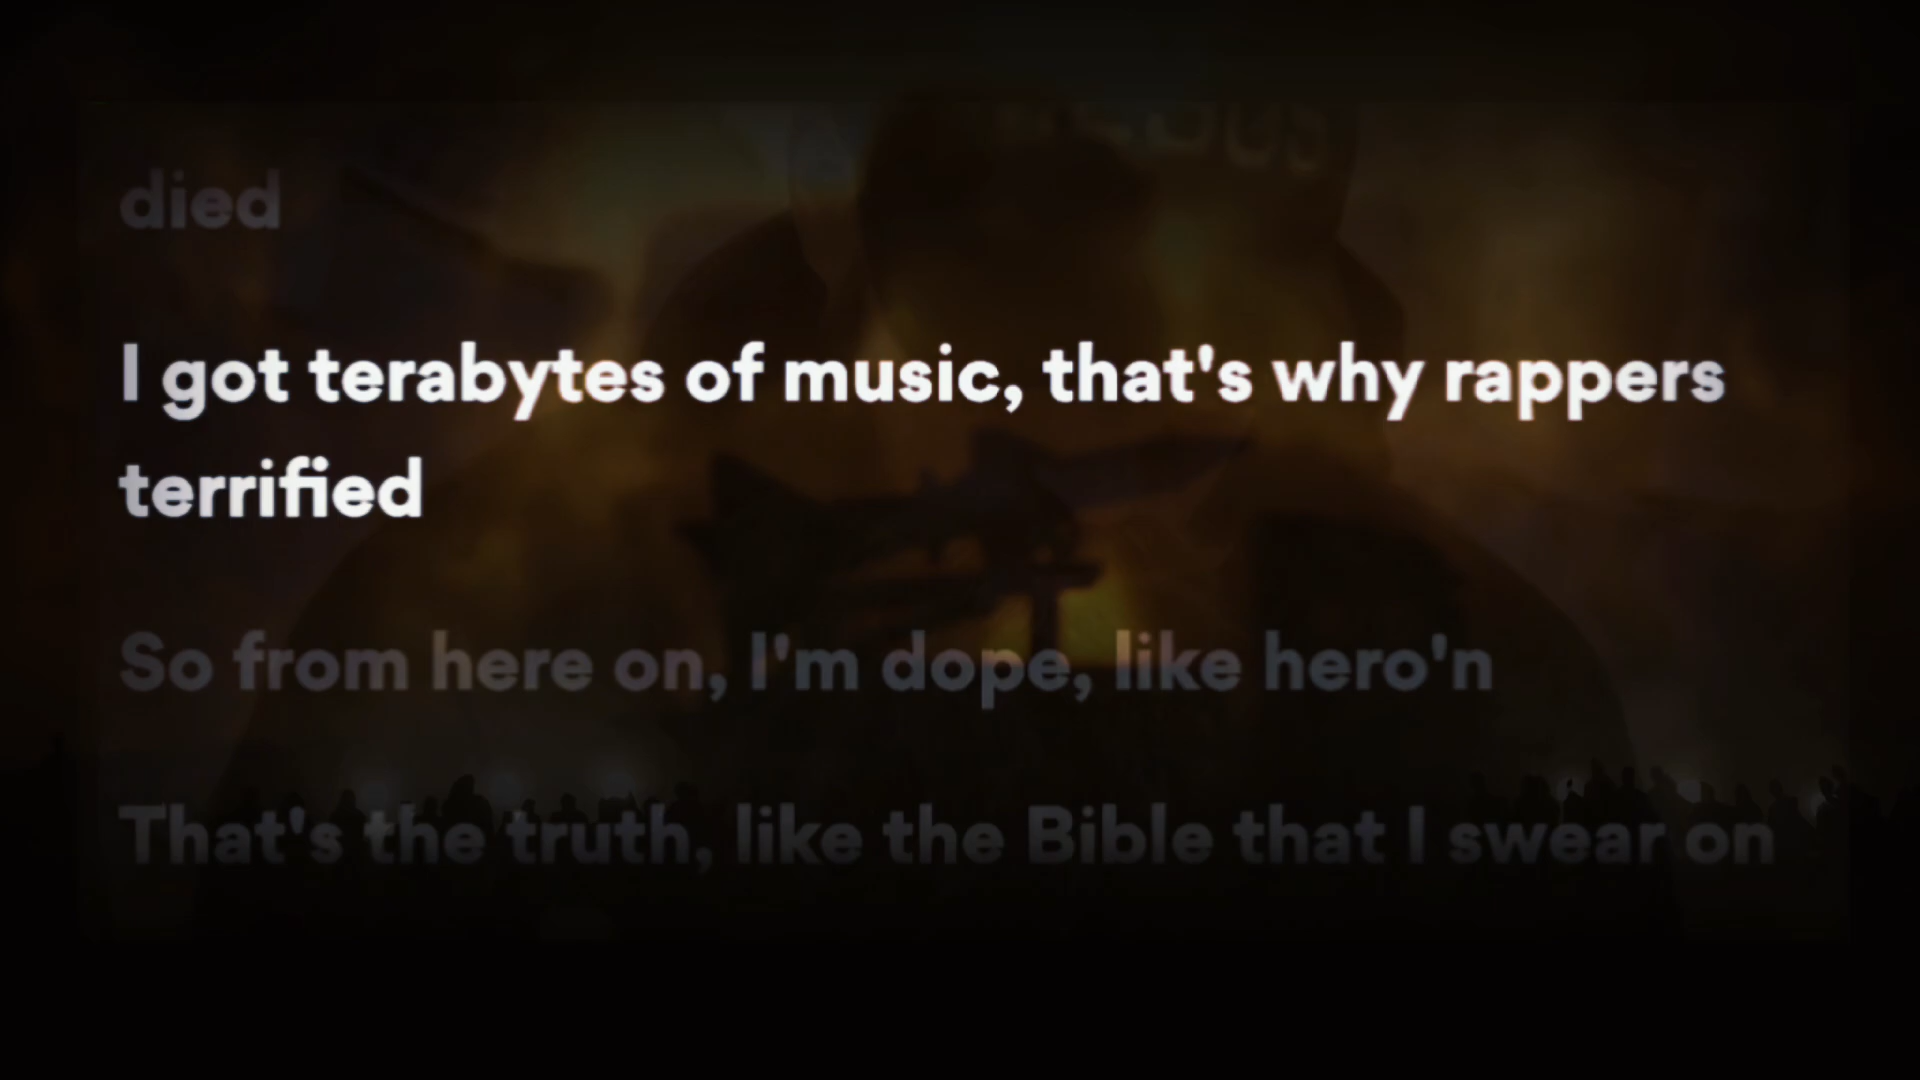 died
I got terabytes of music, that's why rappers
terrified
So from here on, I'm dope, like hero'n
That's the truth, like the Bible that I swear on